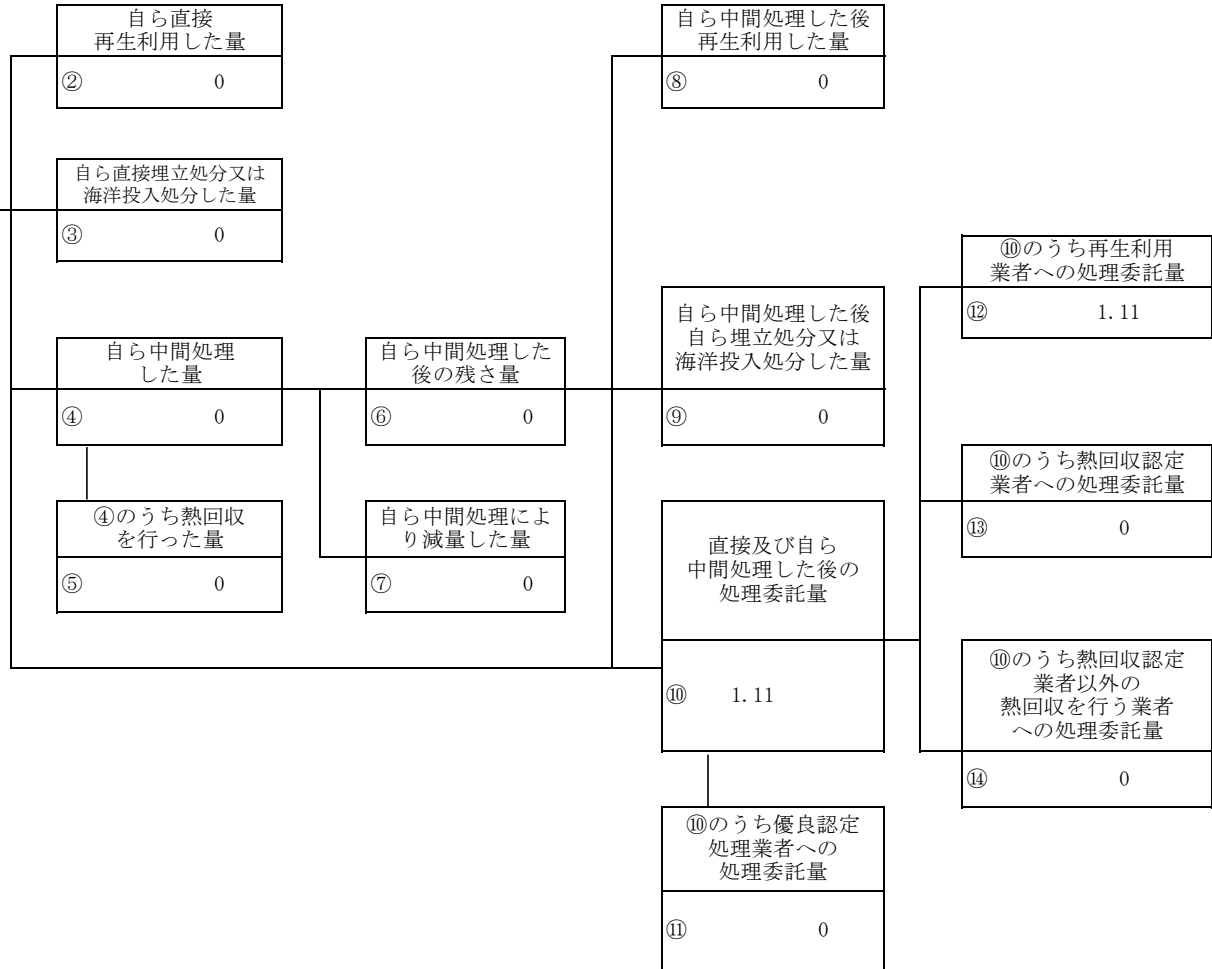 自ら直接
再生利用した量
② 0
自ら直接埋立処分又は
海洋投入処分した量
③ 0
自ら中間処理
した量
④ 0
④のうち熱回収
を行った量
⑤ 0
自ら中間処理した
後の残さ量
⑥ 0
自ら中間処理によ
り減量した量
⑦ 0
自ら中間処理した後
再生利用した量
⑧ 0
自ら中間処理した後
自ら埋立処分又は
海洋投入処分した量
⑨ 0
直接及び自ら
中間処理した後の
処理委託量
⑩ 1.11
⑩のうち優良認定
処理業者への
処理委託量
⑪ 0
⑩のうち再生利用
業者への処理委託量
⑫ 1.11
⑩のうち熱回収認定
業者への処理委託量
⑬ 0
⑩のうち熱回収認定
業者以外の
熱回収を行う業者
への処理委託量
⑭ 0